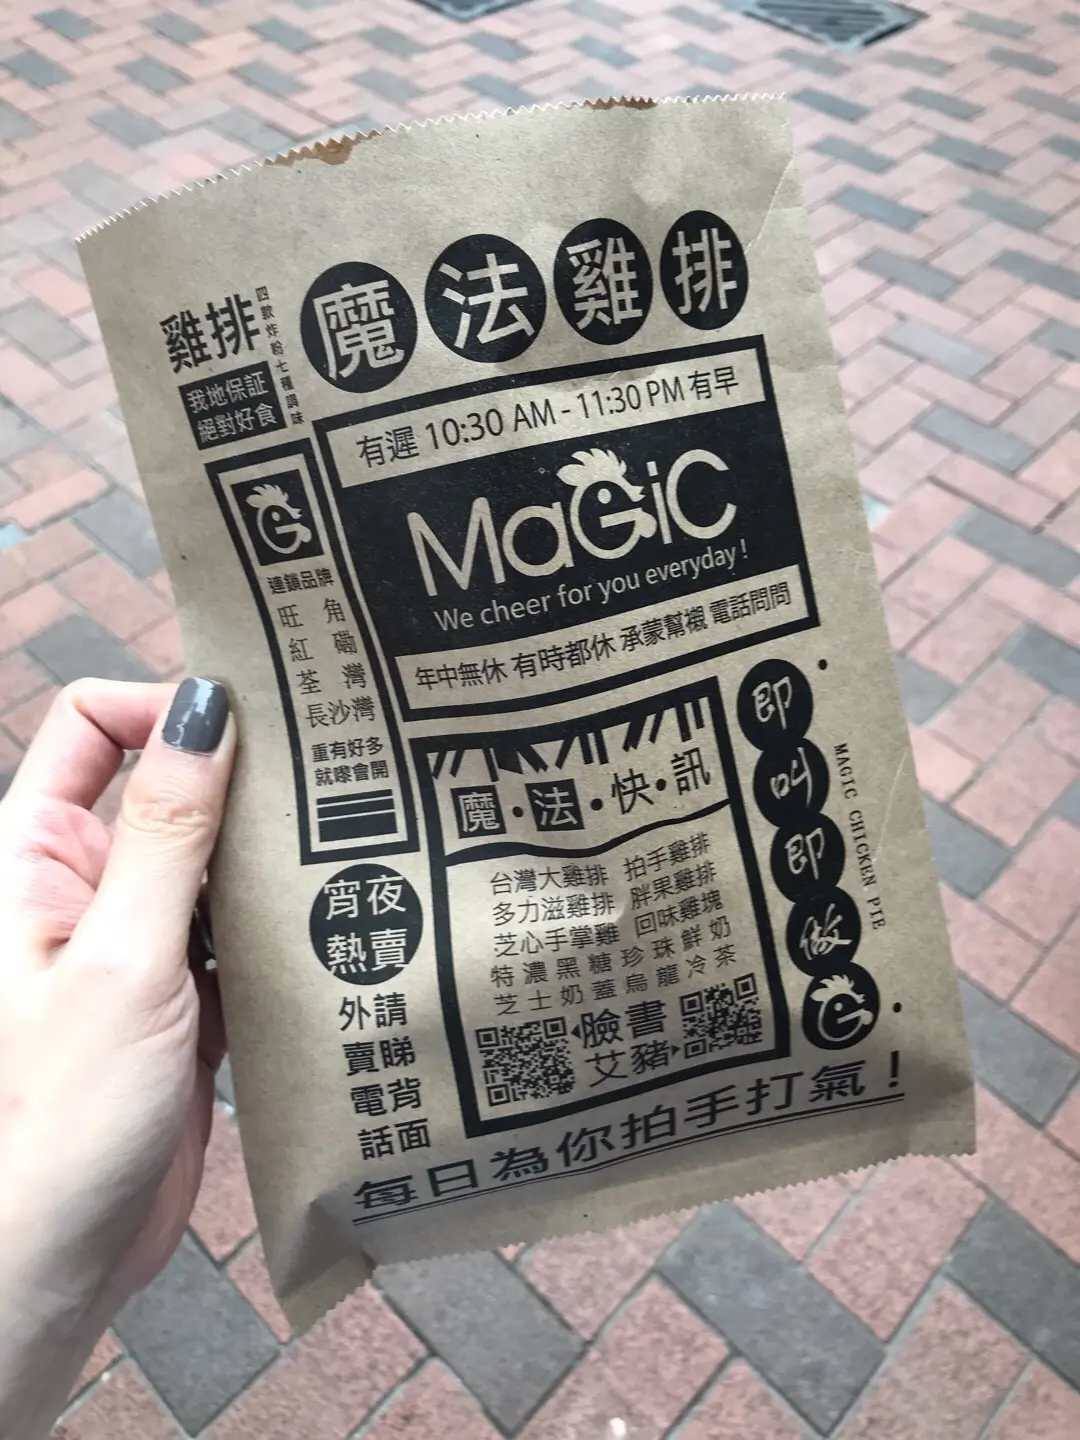 魔法雞排
雞排
四款炸粉七種調味
我地保証
絕對好食
有遲 10:30 AM - 11:30 PM 有早
MaGiC
We cheer for you everyday !
年中無休 有時都休 承蒙幫襯 電話問問
連鎖品牌
旺角
紅磡
荃灣
長沙灣
重有好多
就嚟會開
魔・法・快・訊
台灣大雞排 拍手雞排
多力滋雞排 胖果雞排
芝心手掌雞 回味雞塊
特濃黑糖珍珠鮮奶
芝士奶蓋烏龍冷茶
臉書
艾豬
即叫即做
MAGIC CHICKEN PIE
宵夜
熱賣
外請
賣睇
電背
話面
每日為你拍手打氣！